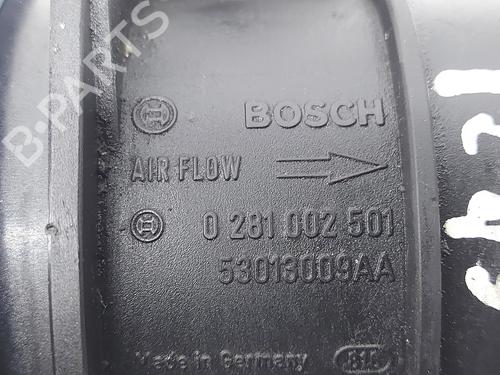 B-PARTS
BOSCH
AIR FLOW
0 281 002 501
53013009AA
Made in Germany